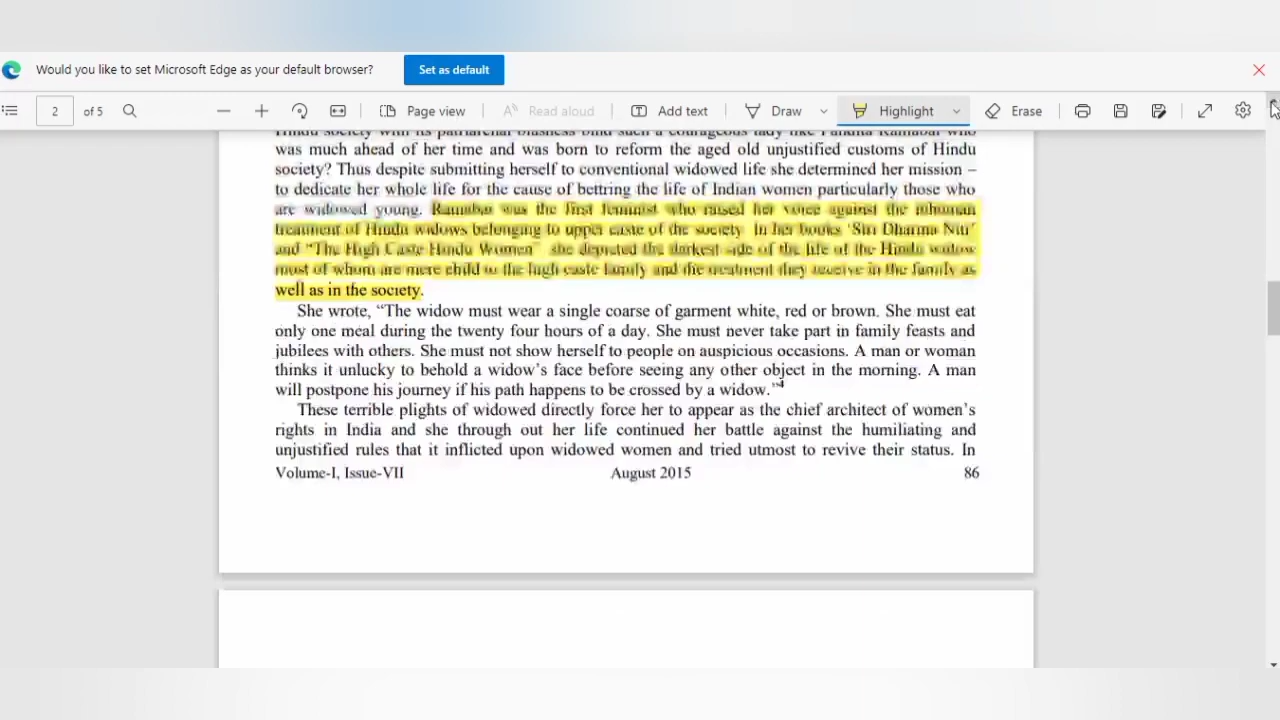 Would you like to set Microsoft Edge as your default browser?
Set as default
2 of 5
Page view
Read aloud
Add text
Draw
Highlight
Erase
Hindu society with its patriarchal biasness bind such a courageous lady like Pandita Ramabai who
was much ahead of her time and was born to reform the aged old unjustified customs of Hindu
society? Thus despite submitting herself to conventional widowed life she determined her mission –
to dedicate her whole life for the cause of bettring the life of Indian women particularly those who
are widowed young. Ramabai was the first feminist who raised her voice against the inhuman
treatment of Hindu widows belonging to upper caste of the society. In her books ‘Stri Dharma Niti’
and “The High Caste Hindu Women” she depicted the darkest side of the life of the Hindu widow
most of whom are mere child to the high caste family and the treatment they receive in the family as
well as in the society.
She wrote, “The widow must wear a single coarse of garment white, red or brown. She must eat
only one meal during the twenty four hours of a day. She must never take part in family feasts and
jubilees with others. She must not show herself to people on auspicious occasions. A man or woman
thinks it unlucky to behold a widow’s face before seeing any other object in the morning. A man
will postpone his journey if his path happens to be crossed by a widow.”4
These terrible plights of widowed directly force her to appear as the chief architect of women’s
rights in India and she through out her life continued her battle against the humiliating and
unjustified rules that it inflicted upon widowed women and tried utmost to revive their status. In
Volume-I, Issue-VII August 2015 86